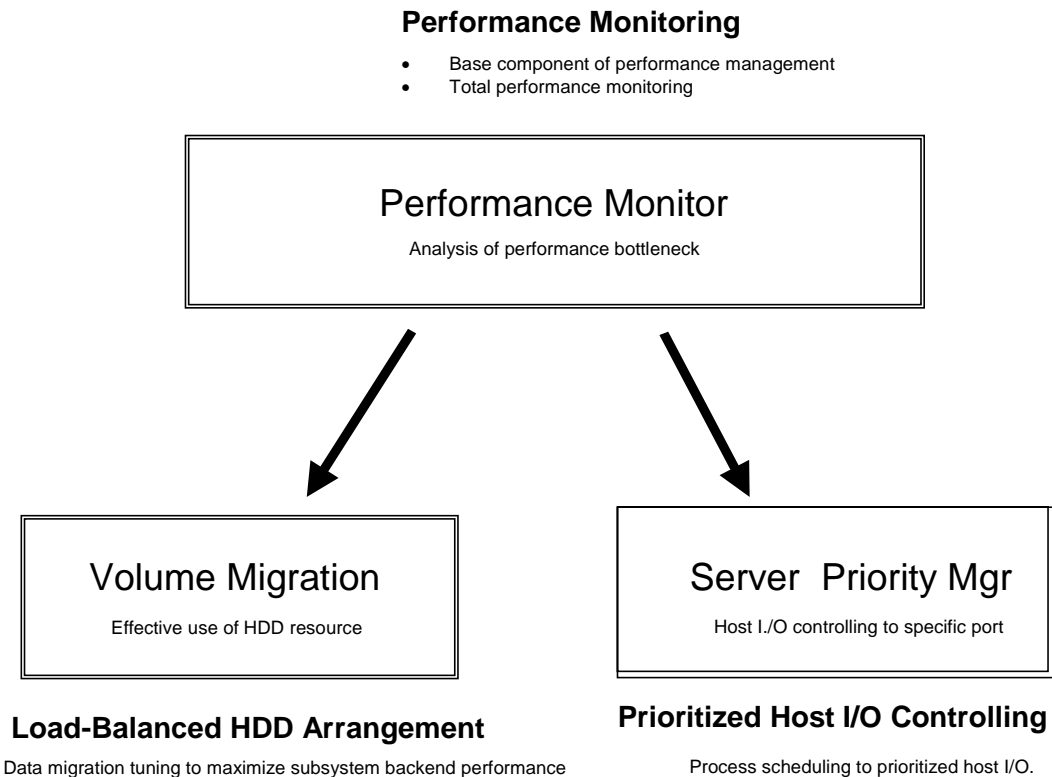 Performance Monitoring
• Base component of performance management
• Total performance monitoring
Performance Monitor
Analysis of performance bottleneck
Volume Migration
Effective use of HDD resource
Server Priority Mgr
Host I./O controlling to specific port
Load-Balanced HDD Arrangement
Data migration tuning to maximize subsystem backend performance
Prioritized Host I/O Controlling
Process scheduling to prioritized host I/O.